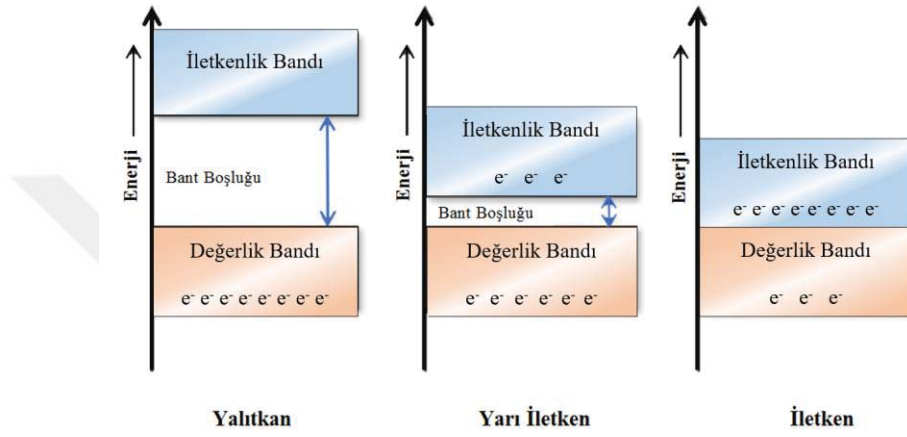 Enerji
İletkenlik Bandı
Bant Boşluğu
Değerlik Bandı
e⁻ e⁻ e⁻ e⁻ e⁻ e⁻ e⁻ e⁻
Yalıtkan
Enerji
İletkenlik Bandı
e⁻ e⁻ e⁻
Bant Boşluğu
Değerlik Bandı
e⁻ e⁻ e⁻ e⁻ e⁻ e⁻
Yarı İletken
Enerji
İletkenlik Bandı
e⁻ e⁻ e⁻ e⁻ e⁻ e⁻ e⁻ e⁻
Değerlik Bandı
e⁻ e⁻ e⁻
İletken